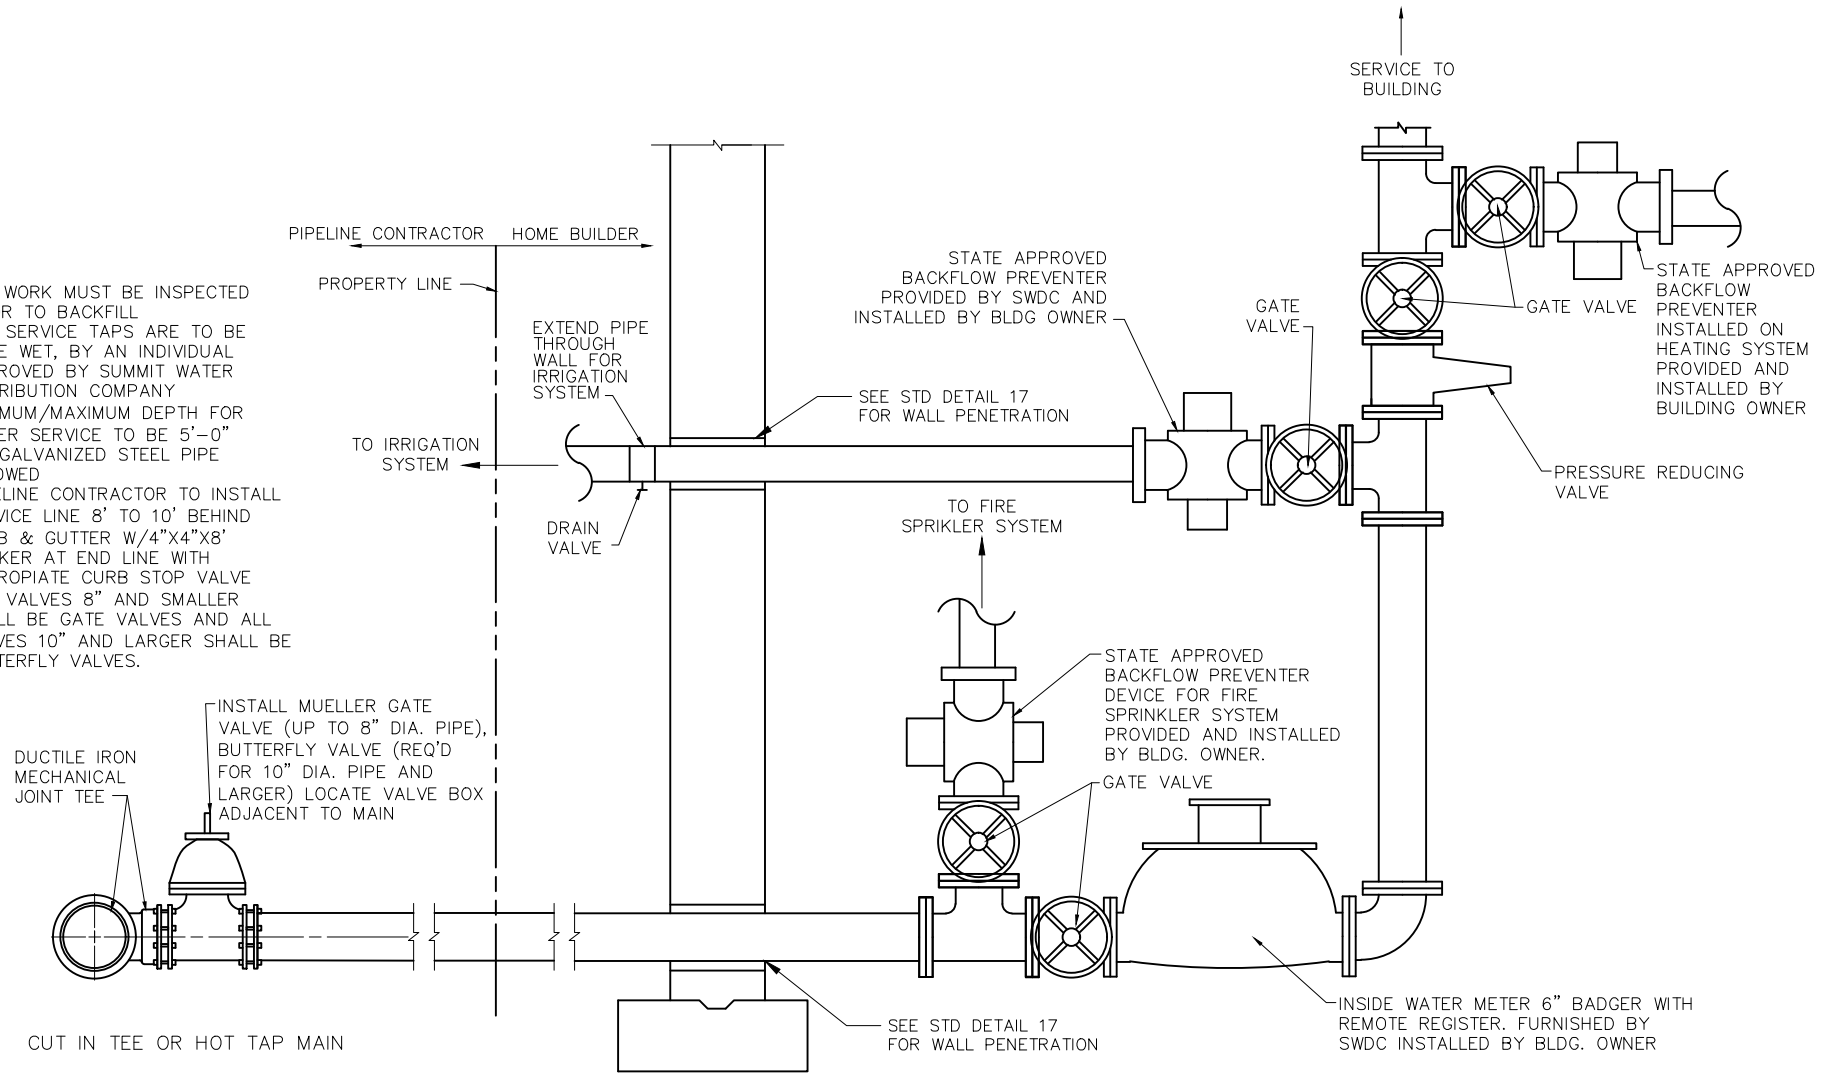 SERVICE TO
BUILDING
PIPELINE CONTRACTOR
HOME BUILDER
PROPERTY LINE
WORK MUST BE INSPECTED
R TO BACKFILL
SERVICE TAPS ARE TO BE
E WET, BY AN INDIVIDUAL
ROVED BY SUMMIT WATER
TRIBUTION COMPANY
IMUM/MAXIMUM DEPTH FOR
ER SERVICE TO BE 5'-0"
GALVANIZED STEEL PIPE
OWED
ELINE CONTRACTOR TO INSTALL
VICE LINE 8' TO 10' BEHIND
B & GUTTER W/4"X4"X8'
KER AT END LINE WITH
ROPIATE CURB STOP VALVE
VALVES 8" AND SMALLER
LL BE GATE VALVES AND ALL
VES 10" AND LARGER SHALL BE
TERFLY VALVES.
EXTEND PIPE
THROUGH
WALL FOR
IRRIGATION
SYSTEM
TO IRRIGATION
SYSTEM
DRAIN
VALVE
STATE APPROVED
BACKFLOW PREVENTER
PROVIDED BY SWDC AND
INSTALLED BY BLDG OWNER
SEE STD DETAIL 17
FOR WALL PENETRATION
GATE
VALVE
GATE VALVE
STATE APPROVED
BACKFLOW
PREVENTER
INSTALLED ON
HEATING SYSTEM
PROVIDED AND
INSTALLED BY
BUILDING OWNER
PRESSURE REDUCING
VALVE
TO FIRE
SPRIKLER SYSTEM
STATE APPROVED
BACKFLOW PREVENTER
DEVICE FOR FIRE
SPRINKLER SYSTEM
PROVIDED AND INSTALLED
BY BLDG. OWNER.
GATE VALVE
INSTALL MUELLER GATE
VALVE (UP TO 8" DIA. PIPE),
BUTTERFLY VALVE (REQ'D
FOR 10" DIA. PIPE AND
LARGER) LOCATE VALVE BOX
ADJACENT TO MAIN
DUCTILE IRON
MECHANICAL
JOINT TEE
CUT IN TEE OR HOT TAP MAIN
SEE STD DETAIL 17
FOR WALL PENETRATION
INSIDE WATER METER 6" BADGER WITH
REMOTE REGISTER. FURNISHED BY
SWDC INSTALLED BY BLDG. OWNER